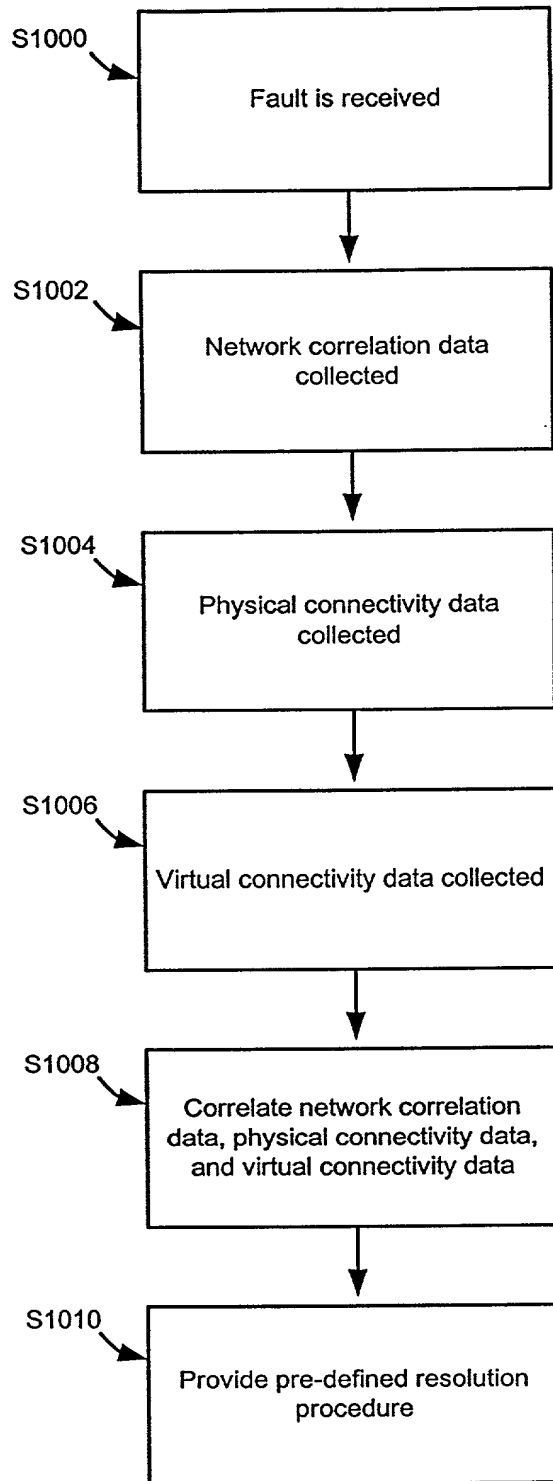 S1000
Fault is received
S1002
Network correlation data
collected
S1004
Physical connectivity data
collected
S1006
Virtual connectivity data collected
S1008
Correlate network correlation
data, physical connectivity data,
and virtual connectivity data
S1010
Provide pre-defined resolution
procedure